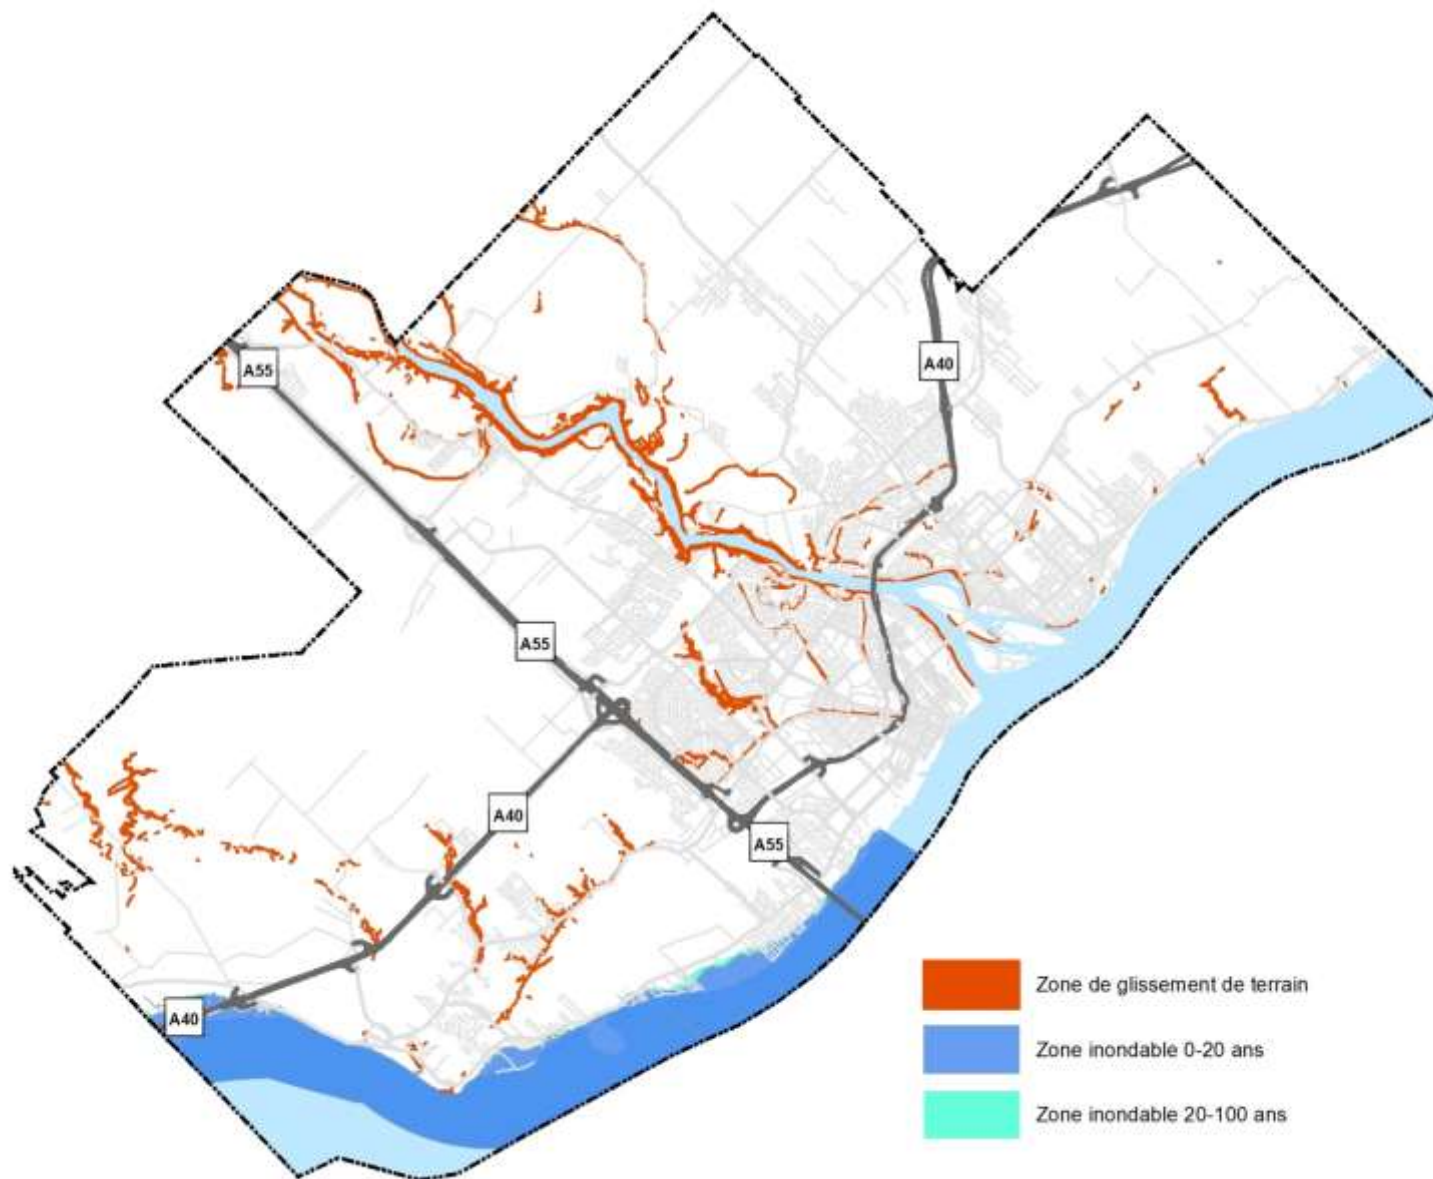 A40
A55
A55
A40
A55
A40
Zone de glissement de terrain
Zone inondable 0-20 ans
Zone inondable 20-100 ans